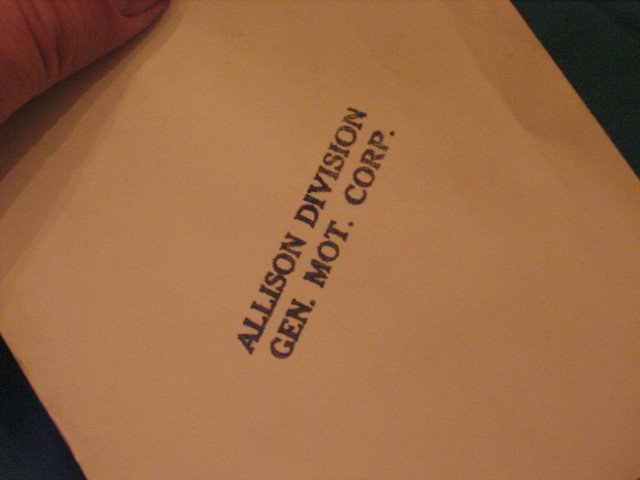 ALLISON DIVISION
GEN. MOT. CORP.